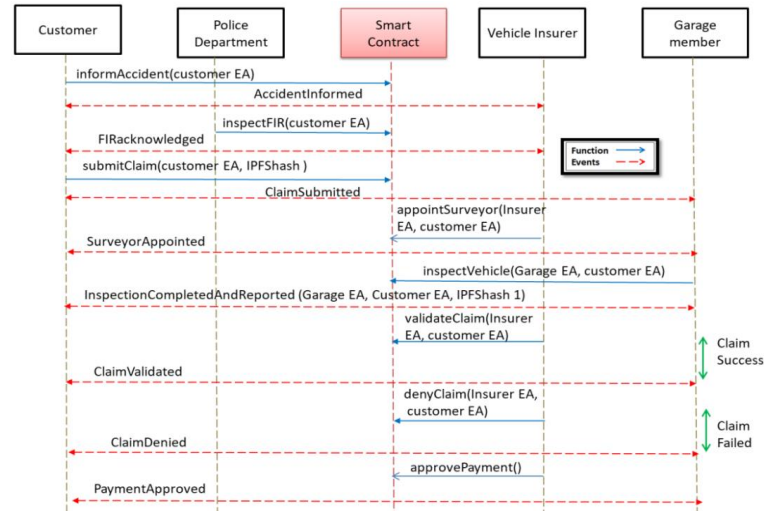 Customer
Police
Department
Smart
Contract
Vehicle Insurer
Garage
member
informAccident(customer EA)
AccidentInformed
inspectFIR(customer EA)
FIRacknowledged
Function
Events
submitClaim(customer EA, IPFShash )
ClaimSubmitted
appointSurveyor(Insurer
EA, customer EA)
SurveyorAppointed
inspectVehicle(Garage EA, customer EA)
InspectionCompletedAndReported (Garage EA, Customer EA, IPFShash 1)
validateClaim(Insurer
EA, customer EA)
Claim
Success
ClaimValidated
denyClaim(Insurer EA,
customer EA)
Claim
Failed
ClaimDenied
approvePayment()
PaymentApproved